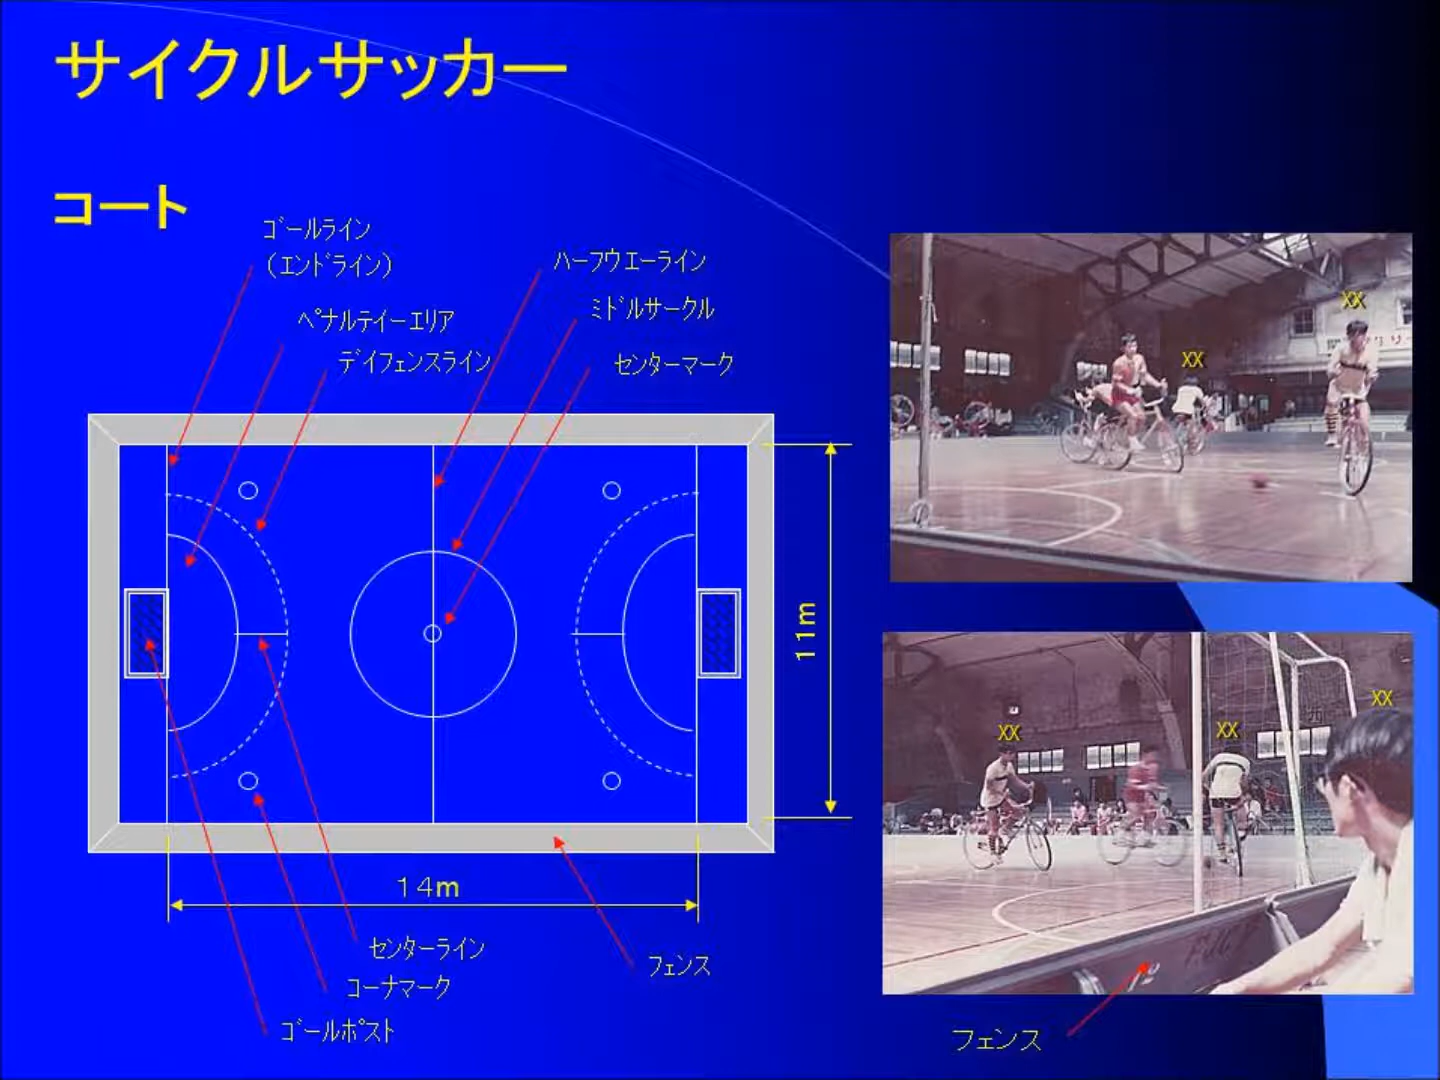 サイクルサッカー
コート
ゴールライン
（エンドライン）
ペナルテイーエリア
デイフェンスライン
ハーフウエーライン
ミドルサークル
センターマーク
XX
XX
11m
14m
XX
XX
XX
センターライン
コーナマーク
ゴールポスト
フェンス
フェンス